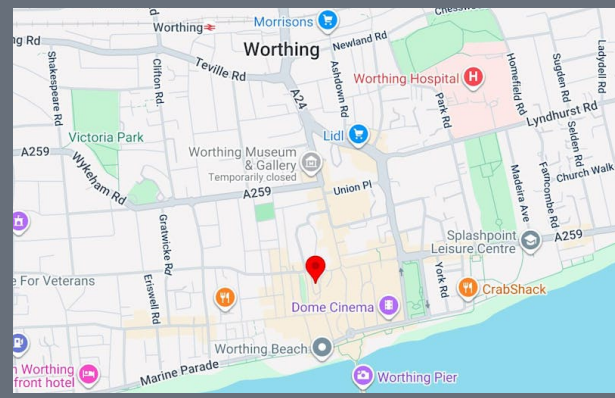 Morrisons
Chesswo
Worthing
ng Rd
Worthing
Newland Rd
Teville Rd
Shakespeare Rd
Clifton Rd
A24
Ashdown Rd
Worthing Hospital
H
Park Rd
Homefield Rd
Sugden Rd
Ladydell Rd
Victoria Park
Lidl
Lyndhurst Rd
A259
Wykeham Rd
Worthing Museum
& Gallery
Temporarily closed
Selden Rd
Church Walk
A259
Union Pl
Madeira Ave
Farncombe Rd
Gratwicke Rd
Splashpoint
Leisure Centre
A259
e For Veterans
Eriswell Rd
York Rd
CrabShack
Dome Cinema
Worthing Beach
n Worthing
front hotel
Marine Parade
Worthing Pier